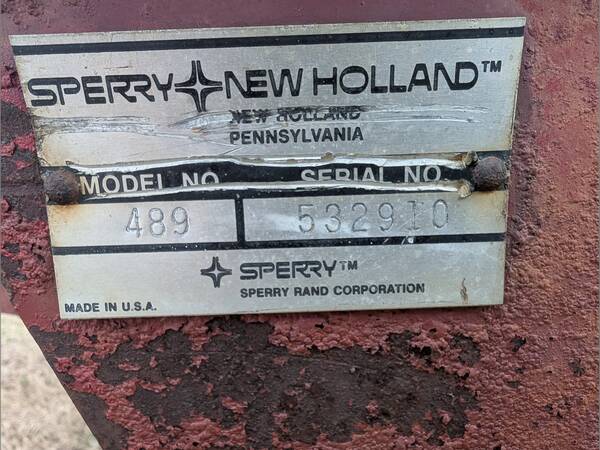 SPERRY NEW HOLLAND™
NEW HOLLAND
PENNSYLVANIA
MODEL NO. SERIAL NO.
489 532910
SPERRY™
SPERRY RAND CORPORATION
MADE IN U.S.A.